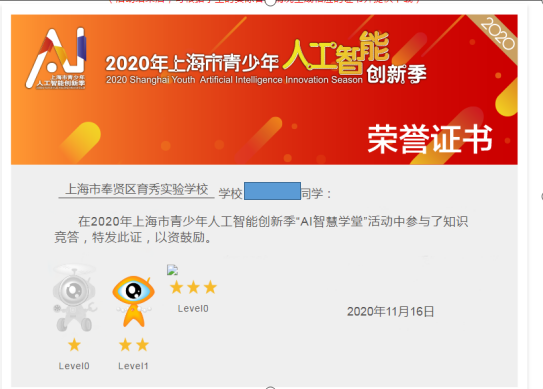 2020
AI
上海市青少年
人工智能创新季
2020年上海市青少年人工智能创新季
2020 Shanghai Youth Artificial Intelligence Innovation Season
荣誉证书
上海市奉贤区育秀实验学校 学校 同学：
在2020年上海市青少年人工智能创新季“AI智慧学堂”活动中参与了知识
竞答，特发此证，以资鼓励。
Level0
Level1
Level0
2020年11月16日